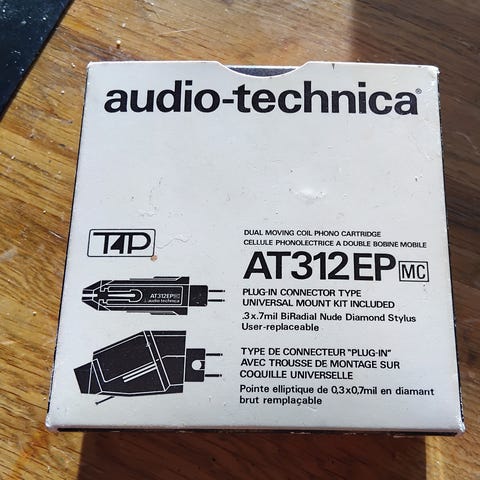 audio-technica®
T4P
DUAL MOVING COIL PHONO CARTRIDGE
CELLULE PHONOLECTRICE A DOUBLE BOBINE MOBILE
AT312EP MC
PLUG-IN CONNECTOR TYPE
UNIVERSAL MOUNT KIT INCLUDED
.3x.7mil BiRadial Nude Diamond Stylus
User-replaceable
AT312EP MC
audio-technica
TYPE DE CONNECTEUR "PLUG-IN"
AVEC TROUSSE DE MONTAGE SUR
COQUILLE UNIVERSELLE
Pointe elliptique de 0,3x0,7mil en diamant
brut remplaçable